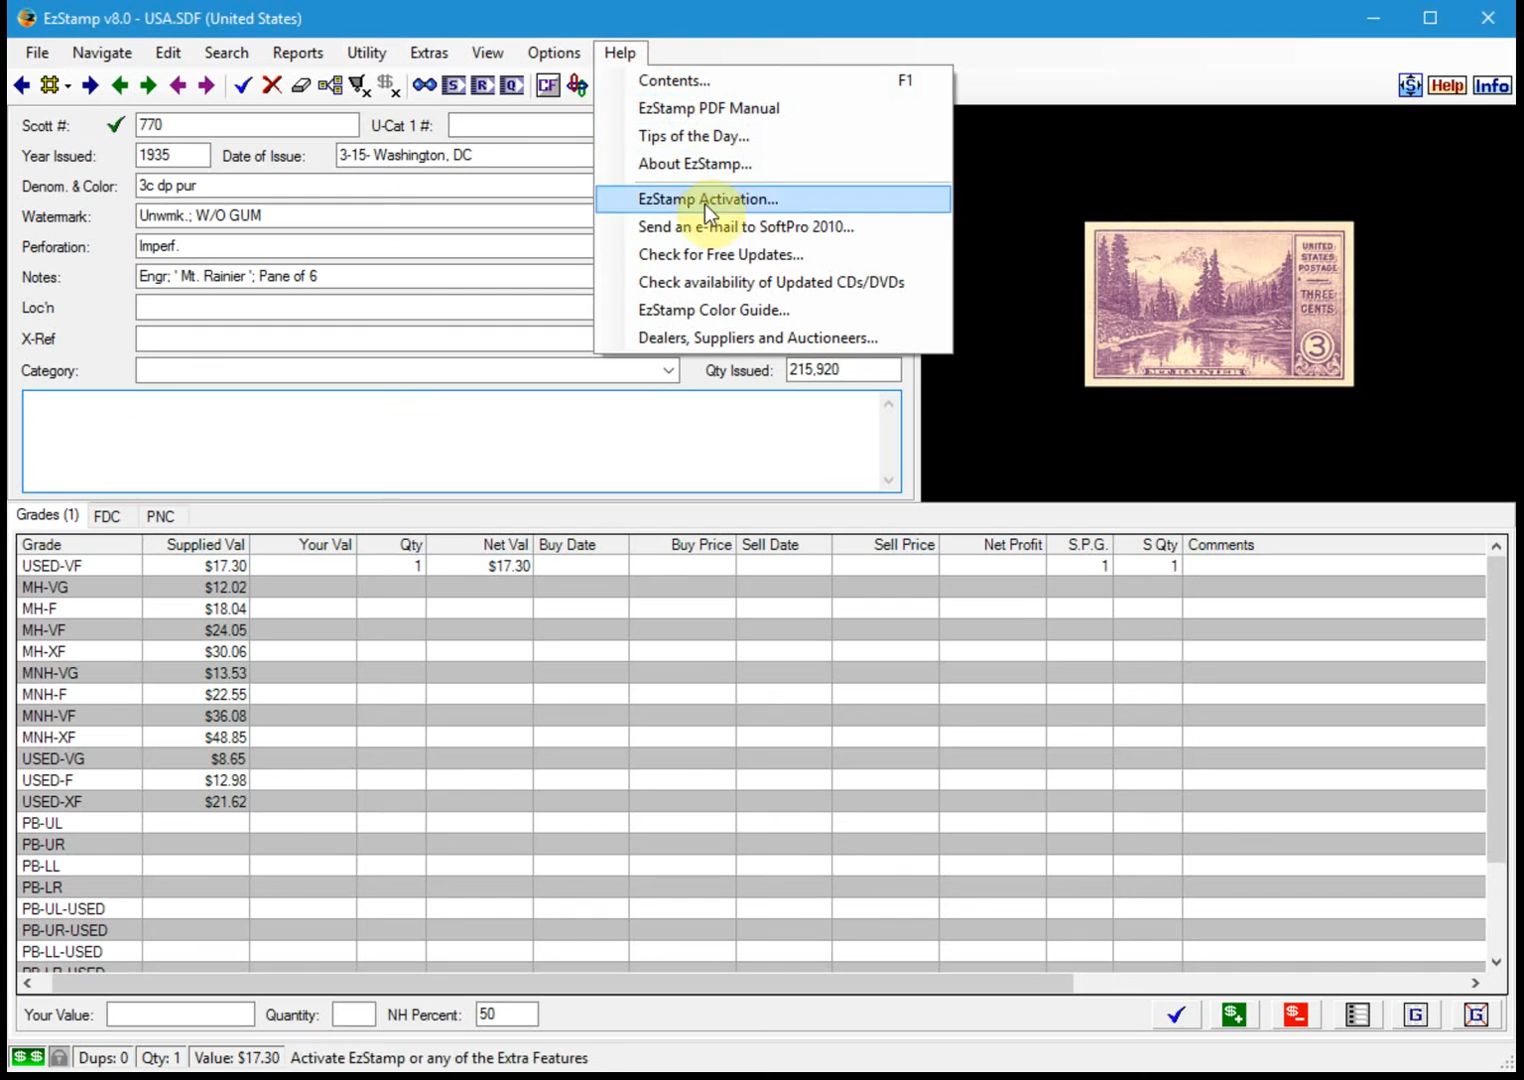 EzStamp v8.0 - USA.SDF (United States)
File Navigate Edit Search Reports Utility Extras View Options Help
S R Q CF S Help Info
Contents... F1
EzStamp PDF Manual
Tips of the Day...
About EzStamp...
EzStamp Activation...
Send an e-mail to SoftPro 2010...
Check for Free Updates...
Check availability of Updated CDs/DVDs
EzStamp Color Guide...
Dealers, Suppliers and Auctioneers...
Scott #: 770 U-Cat 1 #:
Year Issued: 1935 Date of Issue: 3-15- Washington, DC
Denom. & Color: 3c dp pur
Watermark: Unwmk.; W/O GUM
Perforation: Imperf.
Notes: Engr; ' Mt. Rainier '; Pane of 6
Loc'n
X-Ref
Category: Qty Issued: 215,920
UNITED
STATES
POSTAGE
THREE
CENTS
3
MT. RAINIER
Grades (1) FDC PNC
Grade Supplied Val Your Val Qty Net Val Buy Date Buy Price Sell Date Sell Price Net Profit S.P.G. S Qty Comments
USED-VF $17.30 1 $17.30 1 1
MH-VG $12.02
MH-F $18.04
MH-VF $24.05
MH-XF $30.06
MNH-VG $13.53
MNH-F $22.55
MNH-VF $36.08
MNH-XF $48.85
USED-VG $8.65
USED-F $12.98
USED-XF $21.62
PB-UL
PB-UR
PB-LL
PB-LR
PB-UL-USED
PB-UR-USED
PB-LL-USED
PB-LR-USED
Your Value: Quantity: NH Percent: 50
$+ $- G G
$ $ Dups: 0 Qty: 1 Value: $17.30 Activate EzStamp or any of the Extra Features